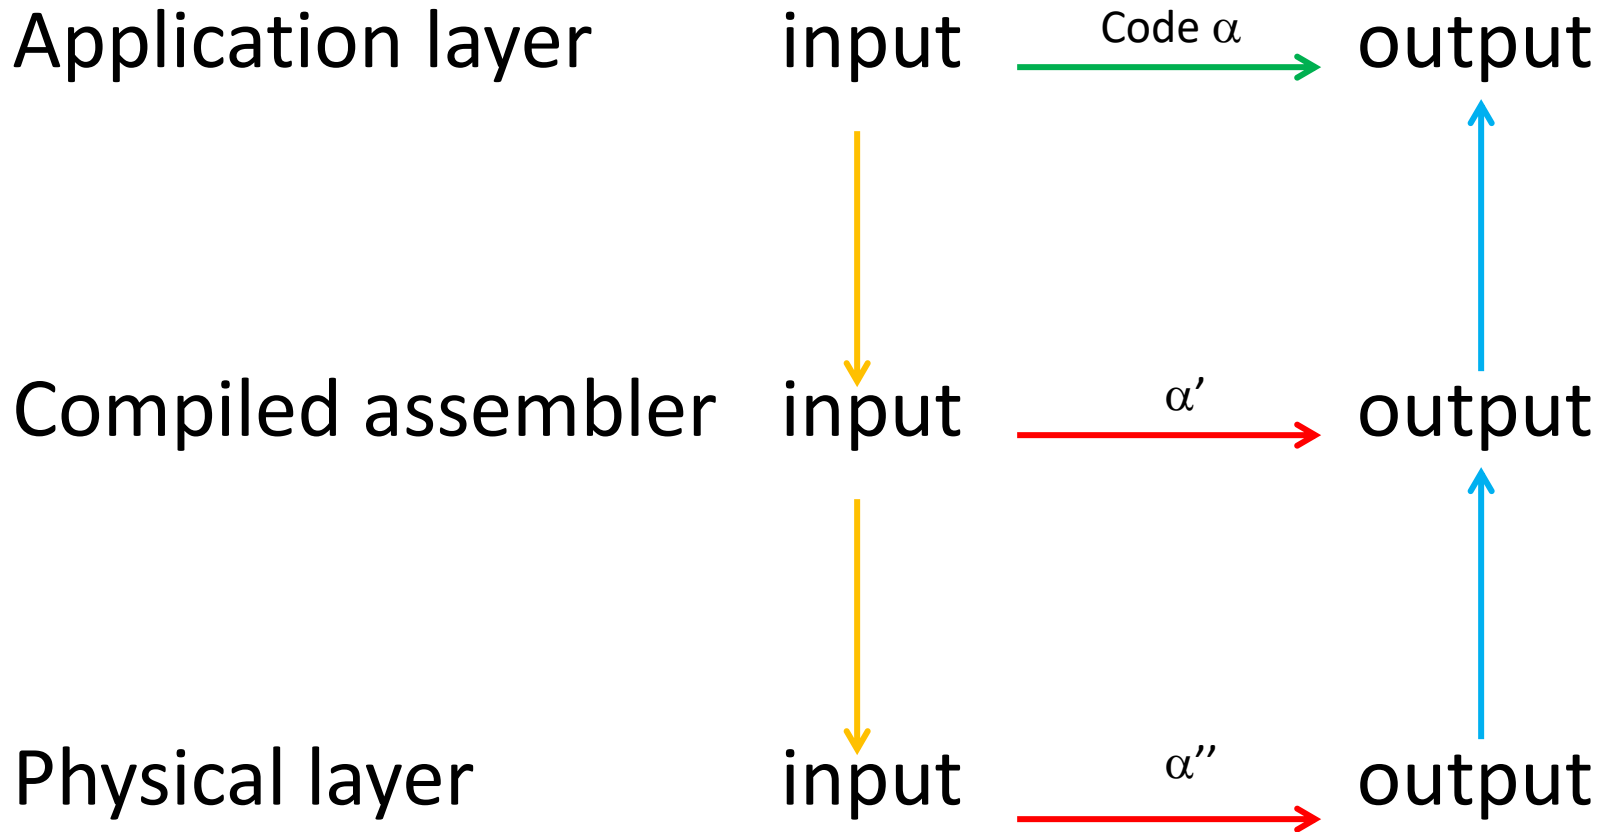 Application layer input Code α output
Compiled assembler input α’ output
Physical layer input α’’ output